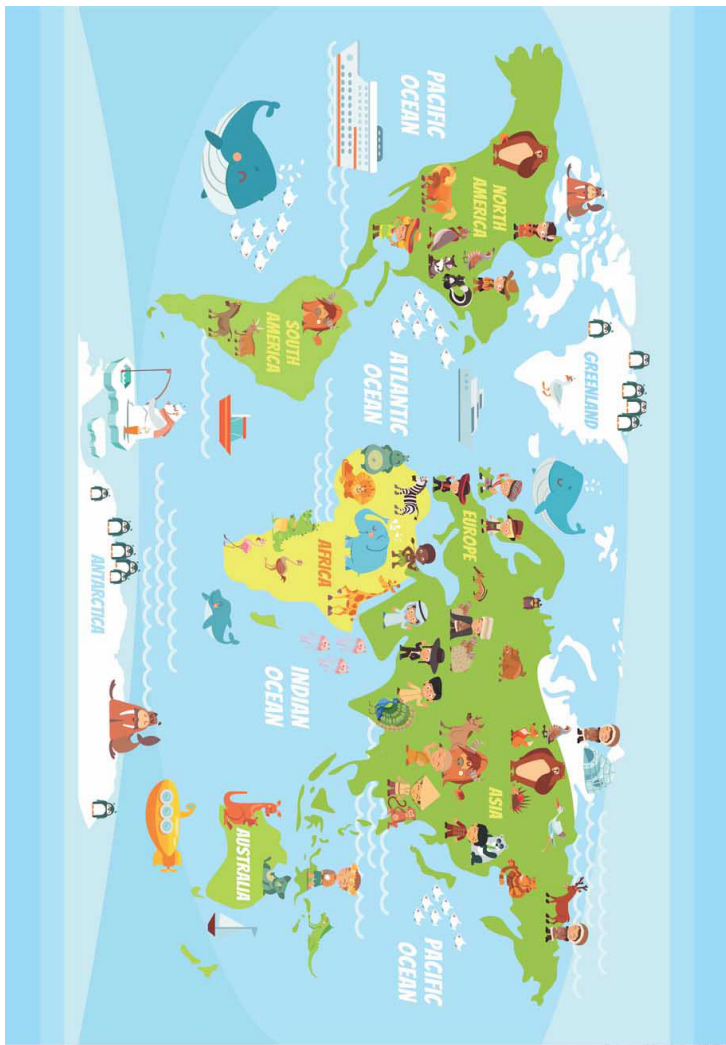 PACIFIC
OCEAN
NORTH
AMERICA
SOUTH
AMERICA
ATLANTIC
OCEAN
GREENLAND
EUROPE
AFRICA
ANTARCTICA
INDIAN
OCEAN
ASIA
AUSTRALIA
PACIFIC
OCEAN